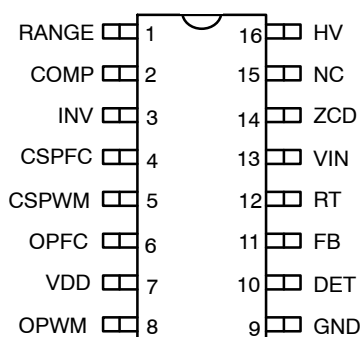 RANGE 1 16 HV
COMP 2 15 NC
INV 3 14 ZCD
CSPFC 4 13 VIN
CSPWM 5 12 RT
OPFC 6 11 FB
VDD 7 10 DET
OPWM 8 9 GND